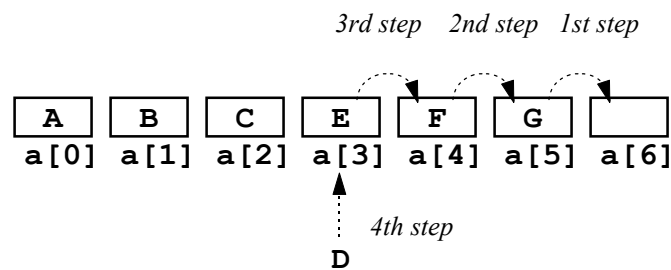 3rd step 2nd step 1st step
A B C E F G
a[0] a[1] a[2] a[3] a[4] a[5] a[6]
4th step
D